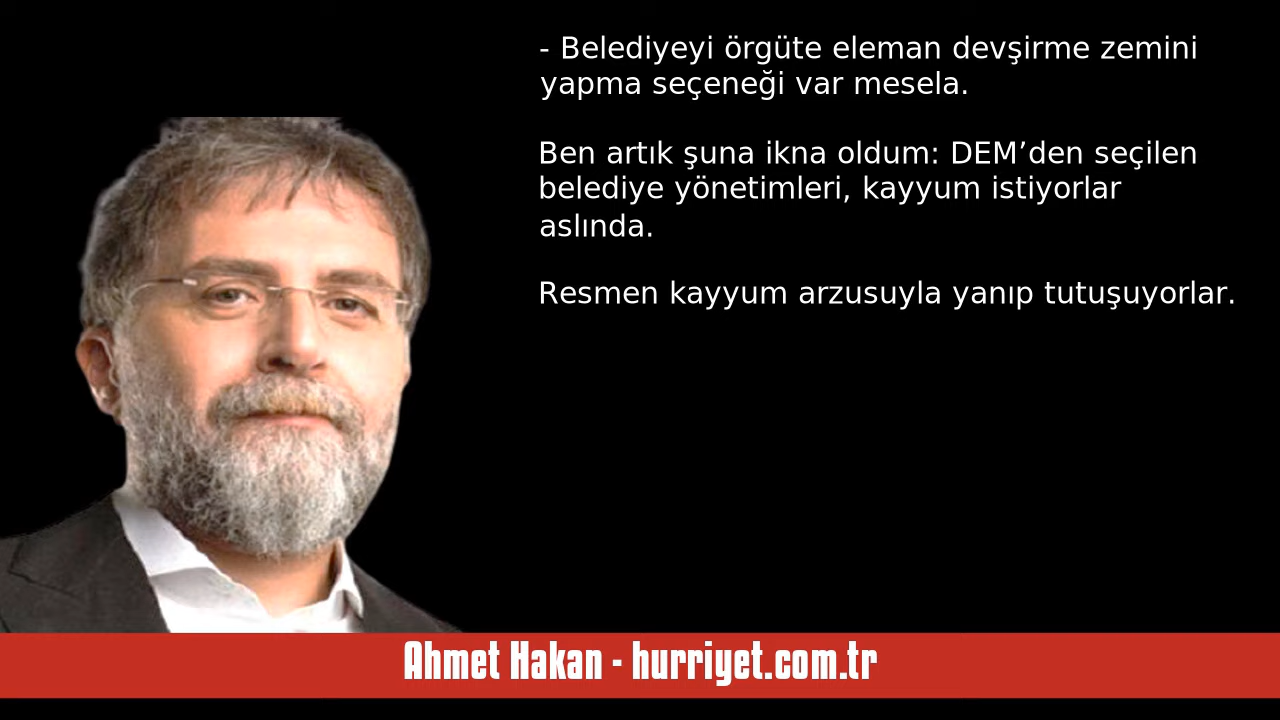 - Belediyeyi örgüte eleman devşirme zemini
yapma seçeneği var mesela.
Ben artık şuna ikna oldum: DEM’den seçilen
belediye yönetimleri, kayyum istiyorlar
aslında.
Resmen kayyum arzusuyla yanıp tutuşuyorlar.
Ahmet Hakan - hurriyet.com.tr